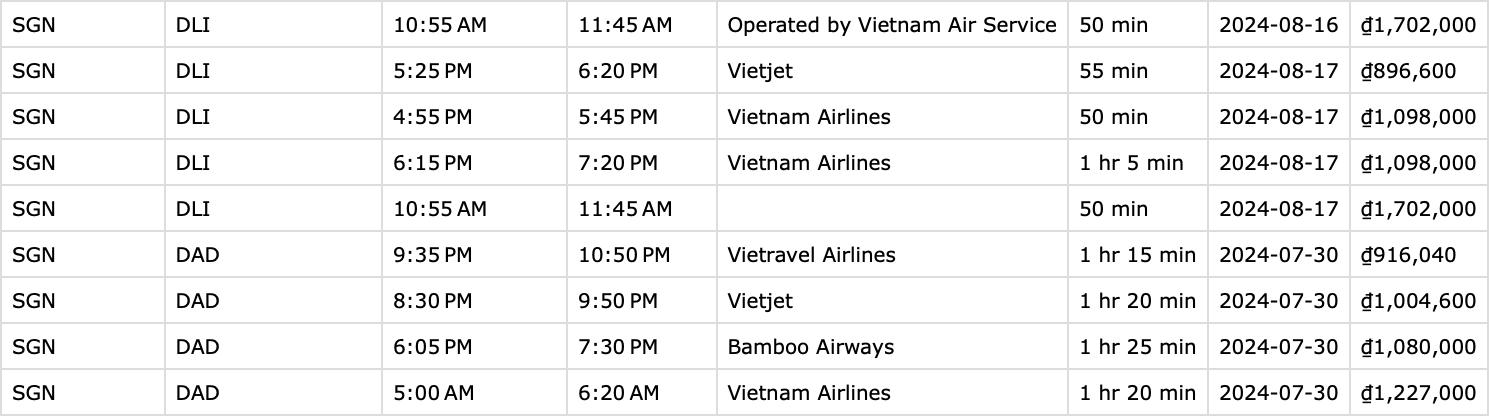 SGN DLI 10:55 AM 11:45 AM Operated by Vietnam Air Service 50 min 2024-08-16 ₫1,702,000
SGN DLI 5:25 PM 6:20 PM Vietjet 55 min 2024-08-17 ₫896,600
SGN DLI 4:55 PM 5:45 PM Vietnam Airlines 50 min 2024-08-17 ₫1,098,000
SGN DLI 6:15 PM 7:20 PM Vietnam Airlines 1 hr 5 min 2024-08-17 ₫1,098,000
SGN DLI 10:55 AM 11:45 AM 50 min 2024-08-17 ₫1,702,000
SGN DAD 9:35 PM 10:50 PM Vietravel Airlines 1 hr 15 min 2024-07-30 ₫916,040
SGN DAD 8:30 PM 9:50 PM Vietjet 1 hr 20 min 2024-07-30 ₫1,004,600
SGN DAD 6:05 PM 7:30 PM Bamboo Airways 1 hr 25 min 2024-07-30 ₫1,080,000
SGN DAD 5:00 AM 6:20 AM Vietnam Airlines 1 hr 20 min 2024-07-30 ₫1,227,000